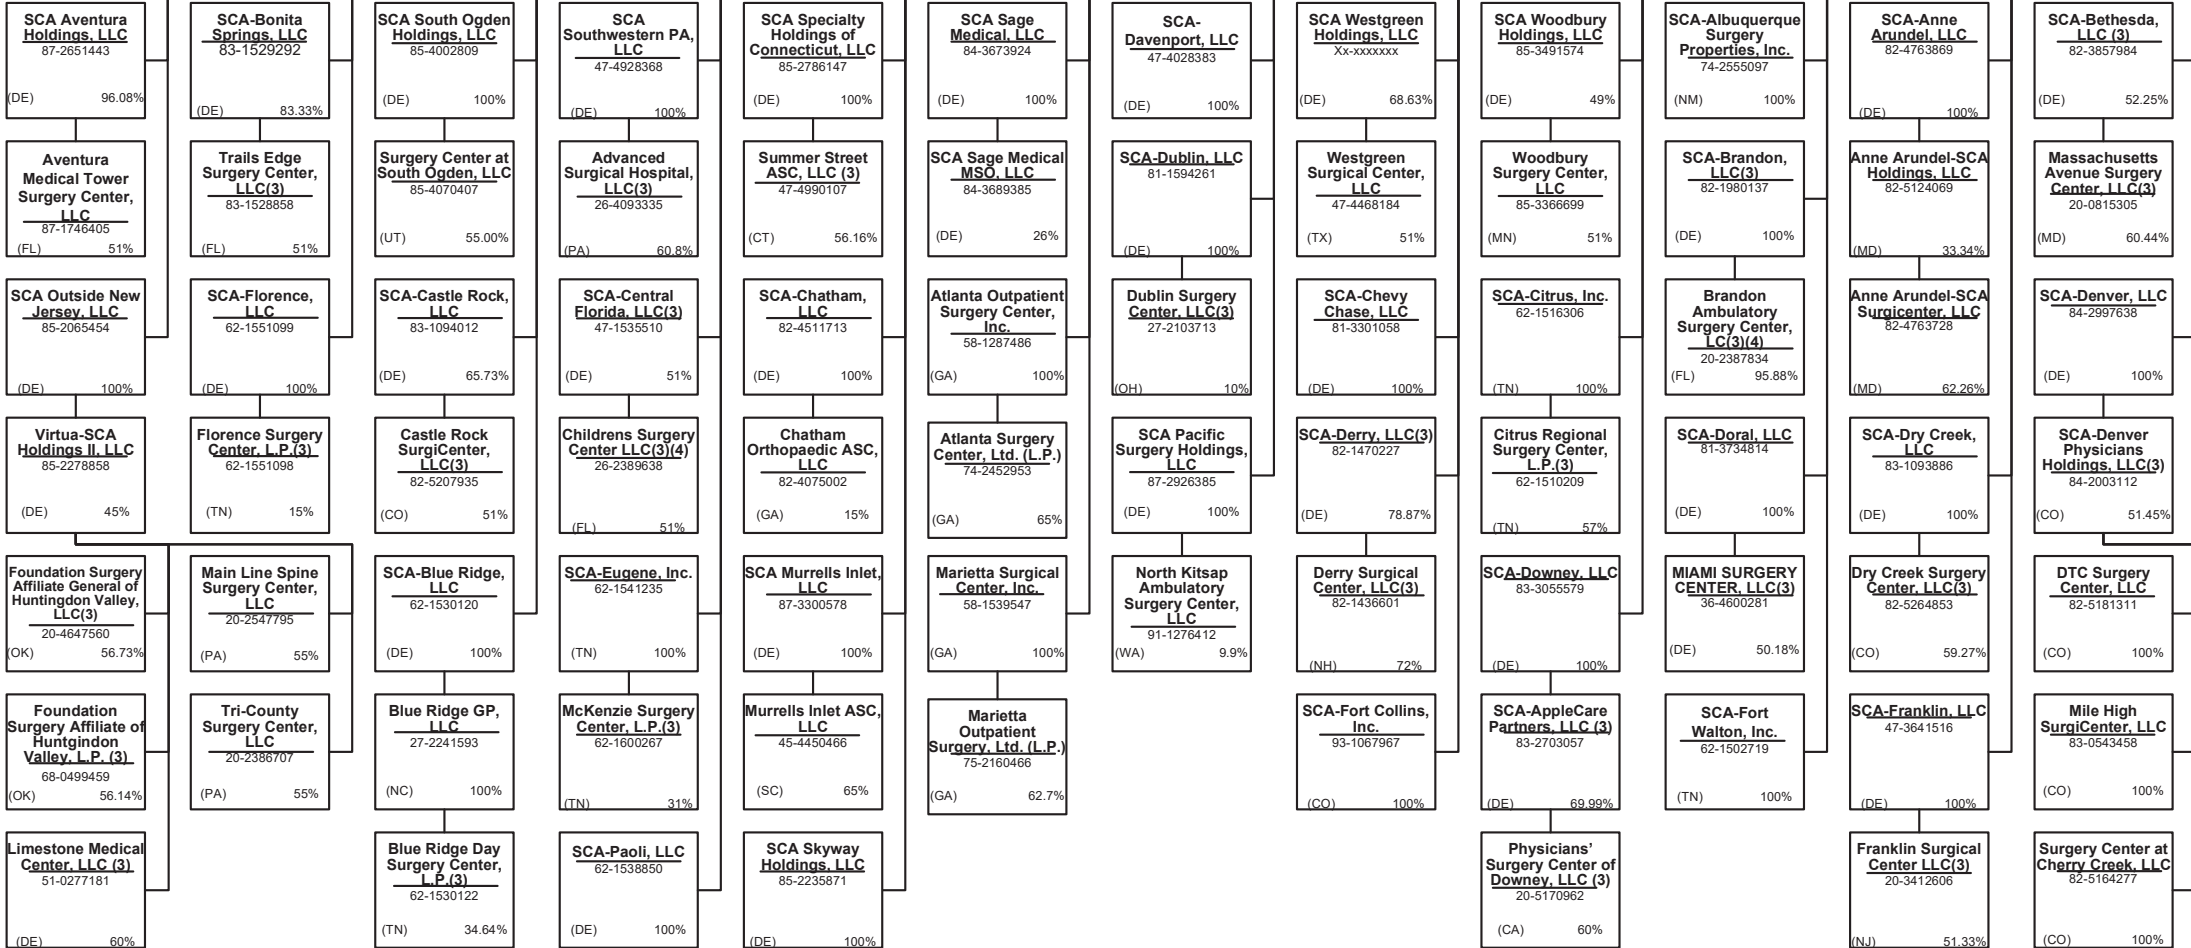 SCA Aventura
Holdings, LLC
87-2651443
(DE) 96.08%
Aventura
Medical Tower
Surgery Center,
LLC
87-1746405
(FL) 51%
SCA Outside New
Jersey, LLC
85-2065454
(DE) 100%
Virtua-SCA
Holdings II, LLC
85-2278858
(DE) 45%
Foundation Surgery
Affiliate General of
Huntingdon Valley,
LLC(3)
20-4647560
(OK) 56.73%
Foundation
Surgery Affiliate of
Huntgindon
Valley, L.P. (3)
68-0499459
(OK) 56.14%
Limestone Medical
Center, LLC (3)
51-0277181
(DE) 60%
SCA-Bonita
Springs, LLC
83-1529292
(DE) 83.33%
Trails Edge
Surgery Center,
LLC(3)
83-1528858
(FL) 51%
SCA-Florence,
LLC
62-1551099
(DE) 100%
Florence Surgery
Center, L.P.(3)
62-1551098
(TN) 15%
Main Line Spine
Surgery Center,
LLC
20-2547795
(PA) 55%
Tri-County
Surgery Center,
LLC
20-2386707
(PA) 55%
SCA South Ogden
Holdings, LLC
85-4002809
(DE) 100%
Surgery Center at
South Ogden, LLC
85-4070407
(UT) 55.00%
SCA-Castle Rock,
LLC
83-1094012
(DE) 65.73%
Castle Rock
SurgiCenter,
LLC(3)
82-5207935
(CO) 51%
SCA-Blue Ridge,
LLC
62-1530120
(DE) 100%
Blue Ridge GP,
LLC
27-2241593
(NC) 100%
Blue Ridge Day
Surgery Center,
L.P.(3)
62-1530122
(TN) 34.64%
SCA
Southwestern PA,
LLC
47-4928368
(DE) 100%
Advanced
Surgical Hospital,
LLC(3)
26-4093335
(PA) 60.8%
SCA-Central
Florida, LLC(3)
47-1535510
(DE) 51%
Childrens Surgery
Center LLC(3)(4)
26-2389638
(FL) 51%
SCA-Eugene, Inc.
62-1541235
(TN) 100%
McKenzie Surgery
Center, L.P.(3)
62-1600267
(TN) 31%
SCA-Paoli, LLC
62-1538850
(DE) 100%
SCA Specialty
Holdings of
Connecticut, LLC
85-2786147
(DE) 100%
Summer Street
ASC, LLC (3)
47-4990107
(CT) 56.16%
SCA-Chatham,
LLC
82-4511713
(DE) 100%
Chatham
Orthopaedic ASC,
LLC
82-4075002
(GA) 15%
SCA Murrells Inlet,
LLC
87-3300578
(DE) 100%
Murrells Inlet ASC,
LLC
45-4450466
(SC) 65%
SCA Skyway
Holdings, LLC
85-2235871
(DE) 100%
SCA Sage
Medical, LLC
84-3673924
(DE) 100%
SCA Sage Medical
MSO, LLC
84-3689385
(DE) 26%
Atlanta Outpatient
Surgery Center,
Inc.
58-1287486
(GA) 100%
Atlanta Surgery
Center, Ltd. (L.P.)
74-2452953
(GA) 65%
Marietta Surgical
Center, Inc.
58-1539547
(GA) 100%
Marietta
Outpatient
Surgery, Ltd. (L.P.)
75-2160466
(GA) 62.7%
SCA-
Davenport, LLC
47-4028383
(DE) 100%
SCA-Dublin, LLC
81-1594261
(DE) 100%
Dublin Surgery
Center, LLC(3)
27-2103713
(OH) 10%
SCA Pacific
Surgery Holdings,
LLC
87-2926385
(DE) 100%
North Kitsap
Ambulatory
Surgery Center,
LLC
91-1276412
(WA) 9.9%
SCA Westgreen
Holdings, LLC
Xx-xxxxxxx
(DE) 68.63%
Westgreen
Surgical Center,
LLC
47-4468184
(TX) 51%
SCA-Chevy
Chase, LLC
81-3301058
(DE) 100%
SCA-Derry, LLC(3)
82-1470227
(DE) 78.87%
Derry Surgical
Center, LLC(3)
82-1436601
(NH) 72%
SCA-Fort Collins,
Inc.
93-1067967
(CO) 100%
SCA Woodbury
Holdings, LLC
85-3491574
(DE) 49%
Woodbury
Surgery Center,
LLC
85-3366699
(MN) 51%
SCA-Citrus, Inc.
62-1516306
(TN) 100%
Citrus Regional
Surgery Center,
L.P.(3)
62-1510209
(TN) 57%
SCA-Downey, LLC
83-3055579
(DE) 100%
SCA-AppleCare
Partners, LLC (3)
83-2703057
(DE) 69.99%
Physicians’
Surgery Center of
Downey, LLC (3)
20-5170962
(CA) 60%
SCA-Albuquerque
Surgery
Properties, Inc.
74-2555097
(NM) 100%
SCA-Brandon,
LLC(3)
82-1980137
(DE) 100%
Brandon
Ambulatory
Surgery Center,
LC(3)(4)
20-2387834
(FL) 95.88%
SCA-Doral, LLC
81-3734814
(DE) 100%
MIAMI SURGERY
CENTER, LLC(3)
36-4600281
(DE) 50.18%
SCA-Fort
Walton, Inc.
62-1502719
(TN) 100%
SCA-Anne
Arundel, LLC
82-4763869
(DE) 100%
Anne Arundel-SCA
Holdings, LLC
82-5124069
(MD) 33.34%
Anne Arundel-SCA
Surgicenter, LLC
82-4763728
(MD) 62.26%
SCA-Dry Creek,
LLC
83-1093886
(DE) 100%
Dry Creek Surgery
Center, LLC(3)
82-5264853
(CO) 59.27%
SCA-Franklin, LLC
47-3641516
(DE) 100%
Franklin Surgical
Center LLC(3)
20-3412606
(NJ) 51.33%
SCA-Bethesda,
LLC (3)
82-3857984
(DE) 52.25%
Massachusetts
Avenue Surgery
Center, LLC(3)
20-0815305
(MD) 60.44%
SCA-Denver, LLC
84-2997638
(DE) 100%
SCA-Denver
Physicians
Holdings, LLC(3)
84-2003112
(CO) 51.45%
DTC Surgery
Center, LLC
82-5181311
(CO) 100%
Mile High
SurgiCenter, LLC
83-0543458
(CO) 100%
Surgery Center at
Cherry Creek, LLC
82-5164277
(CO) 100%